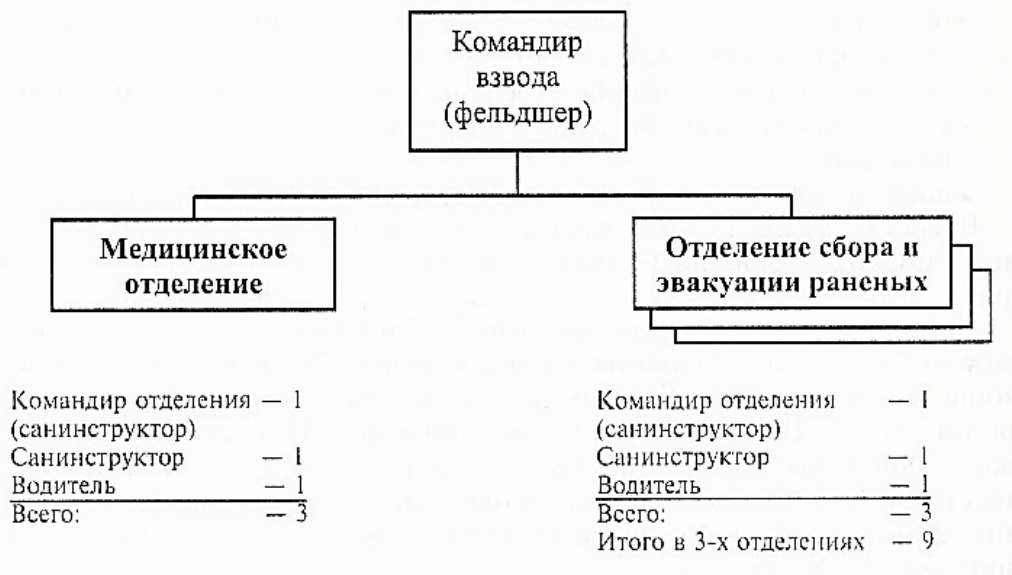 Командир
взвода
(фельдшер)
Медицинское
отделение
Отделение сбора и
эвакуации раненых
Командир отделения — 1
(санинструктор)
Санинструктор — 1
Водитель — 1
Всего: — 3
Командир отделения — 1
(санинструктор)
Санинструктор — 1
Водитель — 1
Всего: — 3
Итого в 3-х отделениях — 9